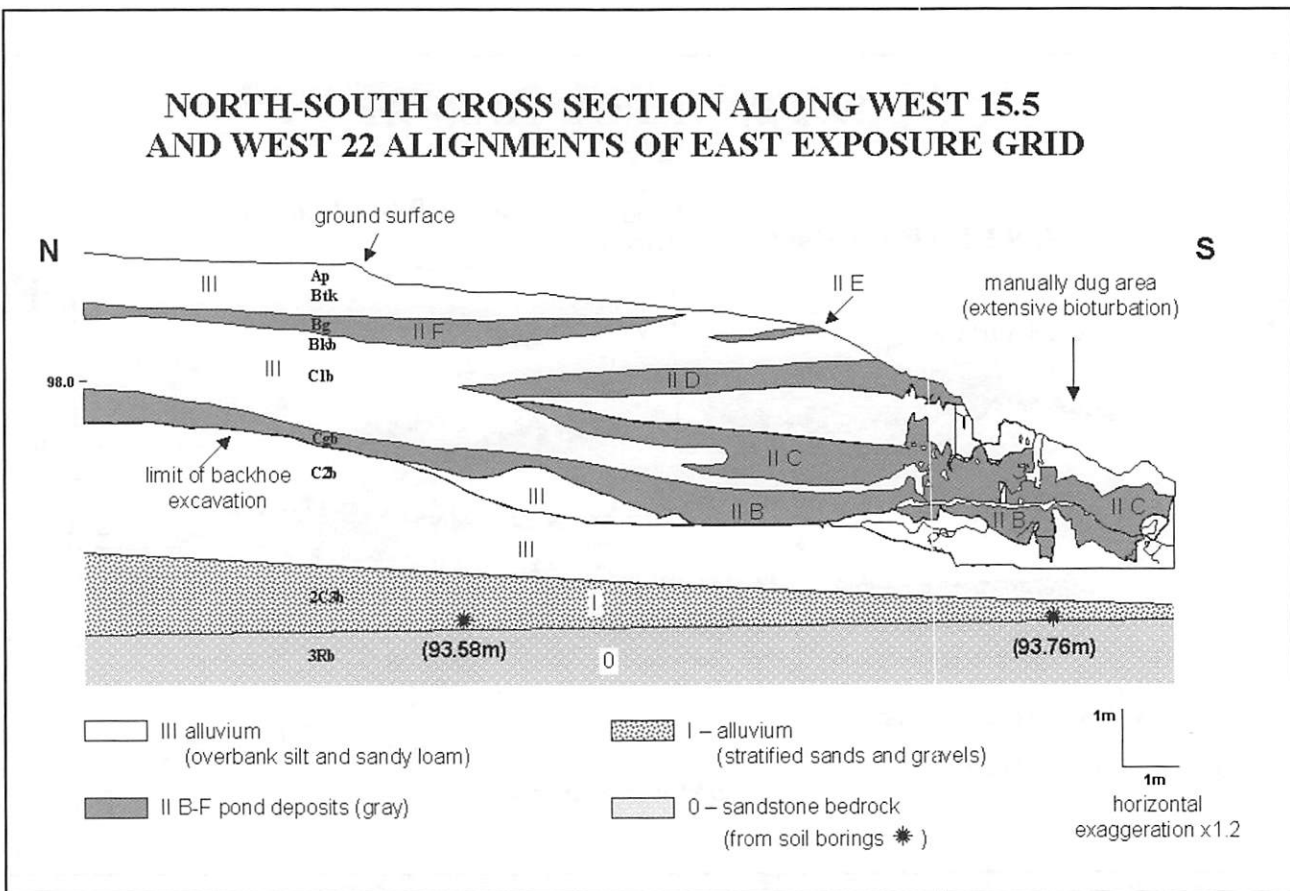 NORTH-SOUTH CROSS SECTION ALONG WEST 15.5
AND WEST 22 ALIGNMENTS OF EAST EXPOSURE GRID
ground surface
N
S
Ap
III
Btk
II E
manually dug area
(extensive bioturbation)
Bg
II F
Bkb
III
98.0
C1b
II D
Cgb
II C
limit of backhoe
excavation
C2b
III
II B
II B
II C
III
2C3b
I
(93.58m)
(93.76m)
3Rb
0
III alluvium
(overbank silt and sandy loam)
I – alluvium
(stratified sands and gravels)
1m
1m
II B-F pond deposits (gray)
0 – sandstone bedrock
(from soil borings ✷ )
horizontal
exaggeration x1.2